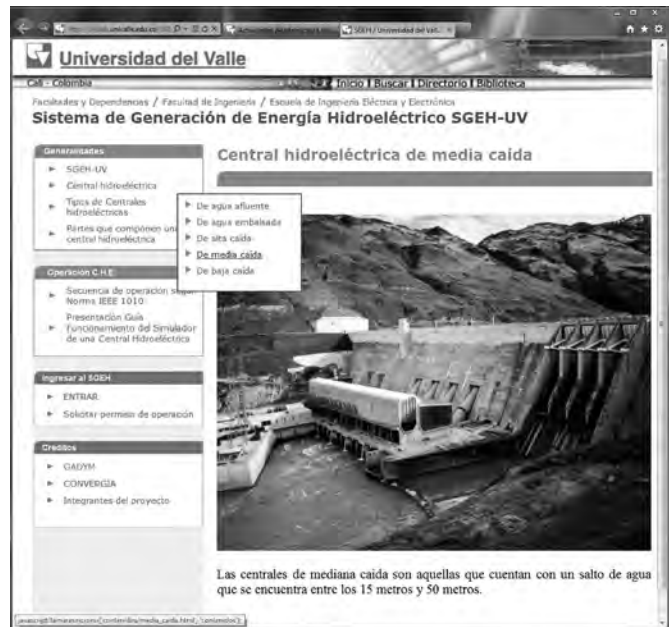 SGEH / Universidad del Vall...
Universidad del Valle
Cali - Colombia
Inicio | Buscar | Directorio | Biblioteca
Facultades y Dependencias / Facultad de Ingeniería / Escuela de Ingeniería Eléctrica y Electrónica
Sistema de Generación de Energía Hidroeléctrico SGEH-UV
Generalidades
SGEH-UV
Central hidroeléctrica
Tipos de Centrales
hidroeléctricas
Partes que componen una
central hidroeléctrica
De agua afluente
De agua embalsada
De alta caída
De media caída
De baja caída
Operación C.H.E
Secuencia de operación según
Norma IEEE 1010
Presentación Guía
Funcionamiento del Simulador
de una Central Hidroeléctrica
Ingresar al SGEH
ENTRAR
Solicitar permiso de operación
Creditos
GADYM
CONVERGIA
Integrantes del proyecto
Central hidroeléctrica de media caída
Las centrales de mediana caida son aquellas que cuentan con un salto de agua
que se encuentra entre los 15 metros y 50 metros.